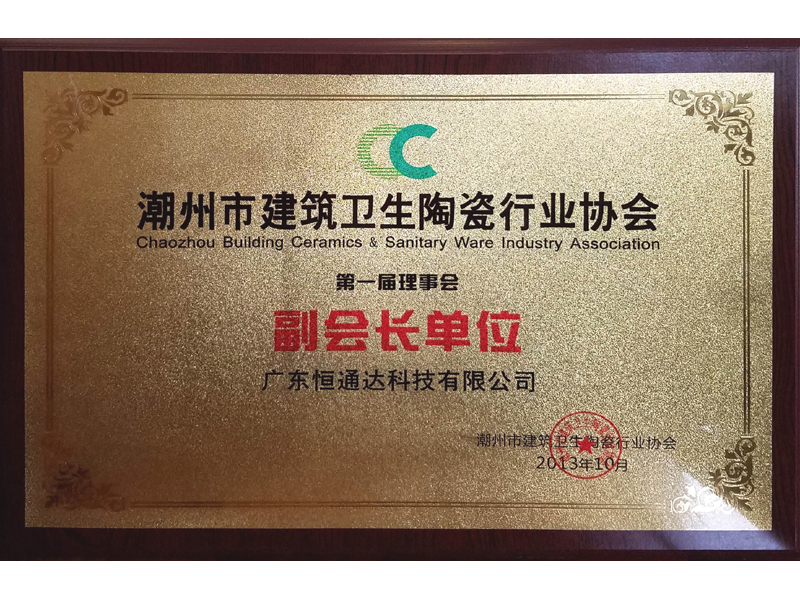 CC
潮州市建筑卫生陶瓷行业协会
Chaozhou Building Ceramics & Sanitary Ware Industry Association
第一届理事会
副会长单位
广东恒通达科技有限公司
潮州市建筑卫生陶瓷行业协会
2013年10月